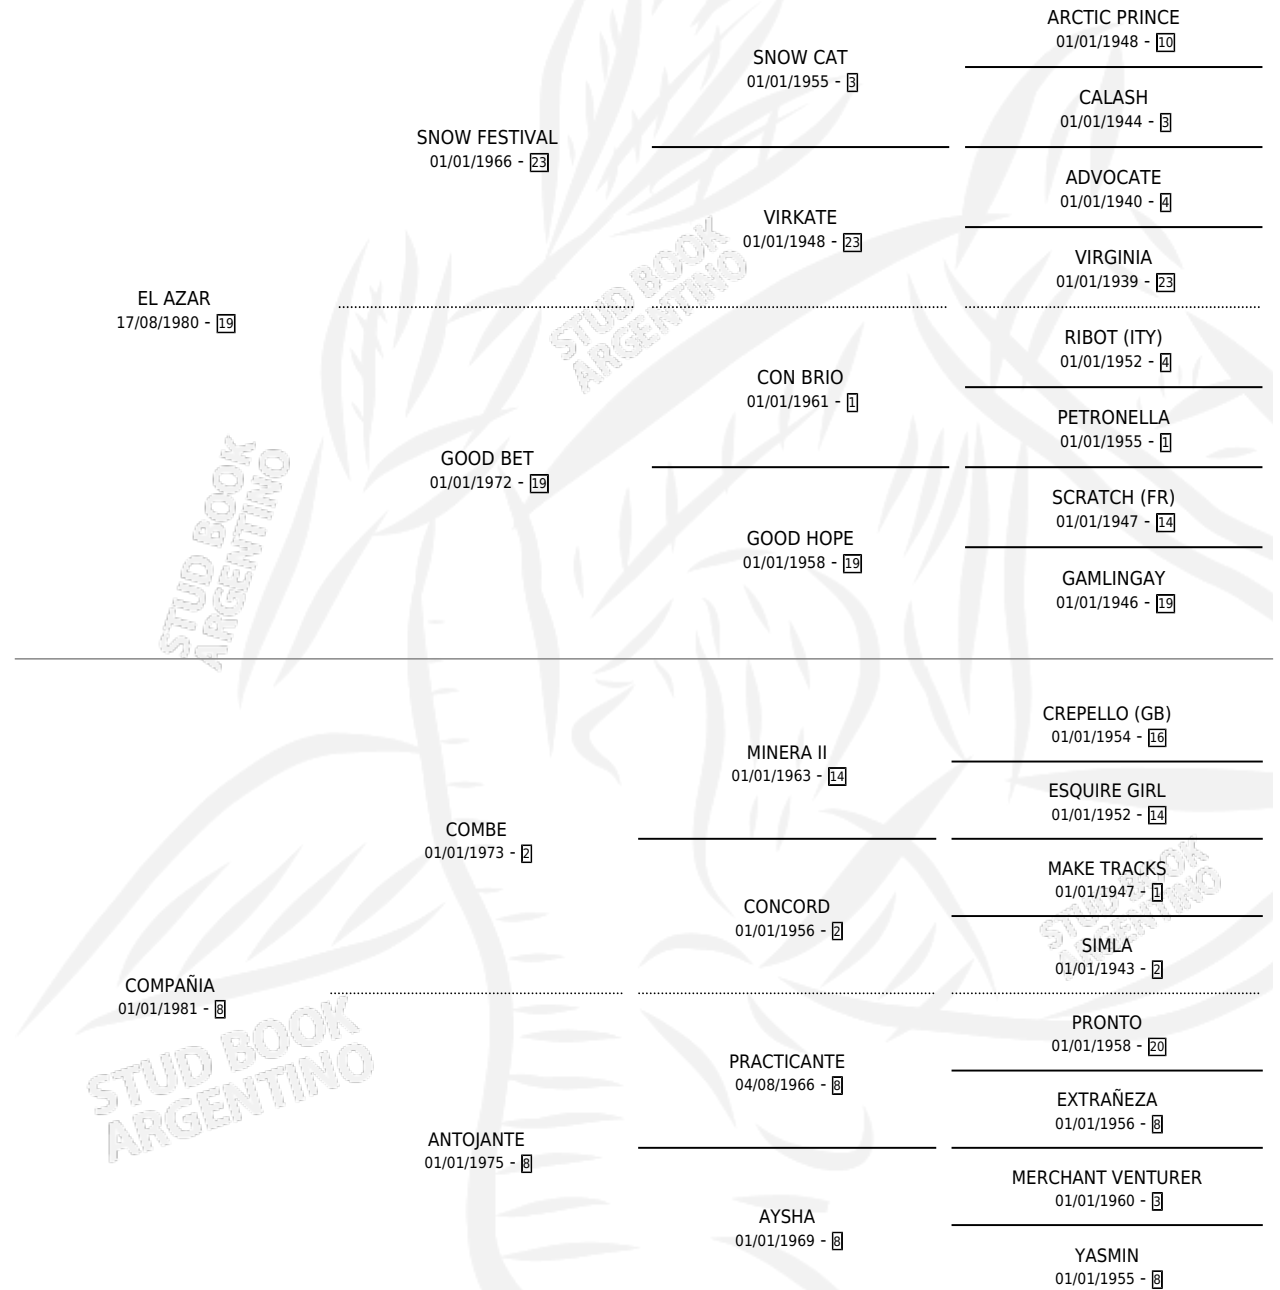 ARCTIC PRINCE
01/01/1948 - 10
SNOW CAT
01/01/1955 - 3
CALASH
01/01/1944 - 3
SNOW FESTIVAL
01/01/1966 - 23
ADVOCATE
01/01/1940 - 4
VIRKATE
01/01/1948 - 23
VIRGINIA
01/01/1939 - 23
EL AZAR
17/08/1980 - 19
RIBOT (ITY)
01/01/1952 - 4
CON BRIO
01/01/1961 - 1
PETRONELLA
01/01/1955 - 1
GOOD BET
01/01/1972 - 19
SCRATCH (FR)
01/01/1947 - 14
GOOD HOPE
01/01/1958 - 19
GAMLINGAY
01/01/1946 - 19
CREPELLO (GB)
01/01/1954 - 16
MINERA II
01/01/1963 - 14
ESQUIRE GIRL
01/01/1952 - 14
COMBE
01/01/1973 - 2
MAKE TRACKS
01/01/1947 - 1
CONCORD
01/01/1956 - 2
SIMLA
01/01/1943 - 2
COMPAÑIA
01/01/1981 - 8
PRONTO
01/01/1958 - 20
PRACTICANTE
04/08/1966 - 8
EXTRAÑEZA
01/01/1956 - 8
ANTOJANTE
01/01/1975 - 8
MERCHANT VENTURER
01/01/1960 - 3
AYSHA
01/01/1969 - 8
YASMIN
01/01/1955 - 8
STUD BOOK
ARGENTINO
STUD BOOK
ARGENTINO
STUD BOOK
ARGENTINO
STUD BOOK
ARGENTINO